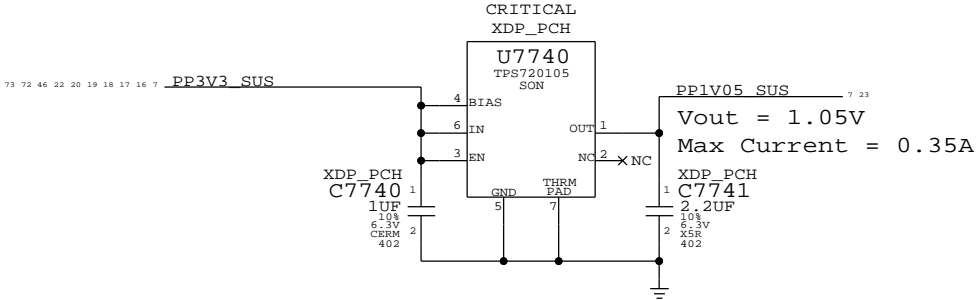 CRITICAL
XDP_PCH
U7740
TPS720105
SON
73 72 46 22 20 19 18 17 16 7 PP3V3_SUS
PP1V05_SUS 7 23
Vout = 1.05V
Max Current = 0.35A
4 BIAS
6 IN
OUT 1
3 EN
NC 2 NC
GND
5
THRM
PAD
7
XDP_PCH
C7740 1
1UF
10%
6.3V
CERM 2
402
XDP_PCH
1 C7741
2.2UF
10%
6.3V
2 X5R
402